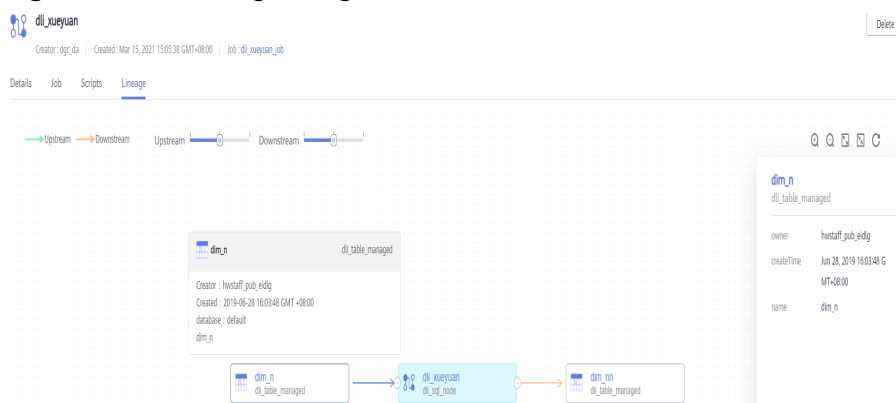 dli_xueyuan
Creator: dgc_da Created: Mar 15, 2021 15:05:38 GMT+08:00 Job: dli_xueyuan_job
Delete
Details Job Scripts Lineage
Upstream Downstream Upstream Downstream
dim_n dli_table_managed
Creator : hwstaff_pub_eidlg
Created : 2019-06-28 16:03:48 GMT +08:00
database : default
dim_n
dim_n
dli_table_managed
dli_xueyuan
dli_sql_node
dim_nn
dli_table_managed
dim_n
dli_table_managed
owner hwstaff_pub_eidlg
createTime Jun 28, 2019 16:03:48 G
MT+08:00
name dim_n